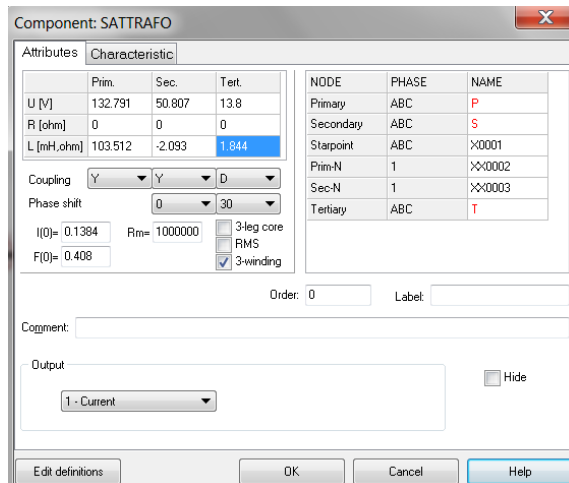 Component: SATTRAFO
Attributes Characteristic
Prim. Sec. Tert.
U [V] 132.791 50.807 13.8
R [ohm] 0 0 0
L [mH,ohm] 103.512 -2.093 1.844
Coupling Y Y D
Phase shift 0 30
I(0)= 0.1384 Rm= 1000000 3-leg core
RMS
F(0)= 0.408 3-winding
NODE PHASE NAME
Primary ABC P
Secondary ABC S
Starpoint ABC X0001
Prim-N 1 XX0002
Sec-N 1 XX0003
Tertiary ABC T
Order: 0 Label:
Comment:
Output
1 - Current
Hide
Edit definitions OK Cancel Help